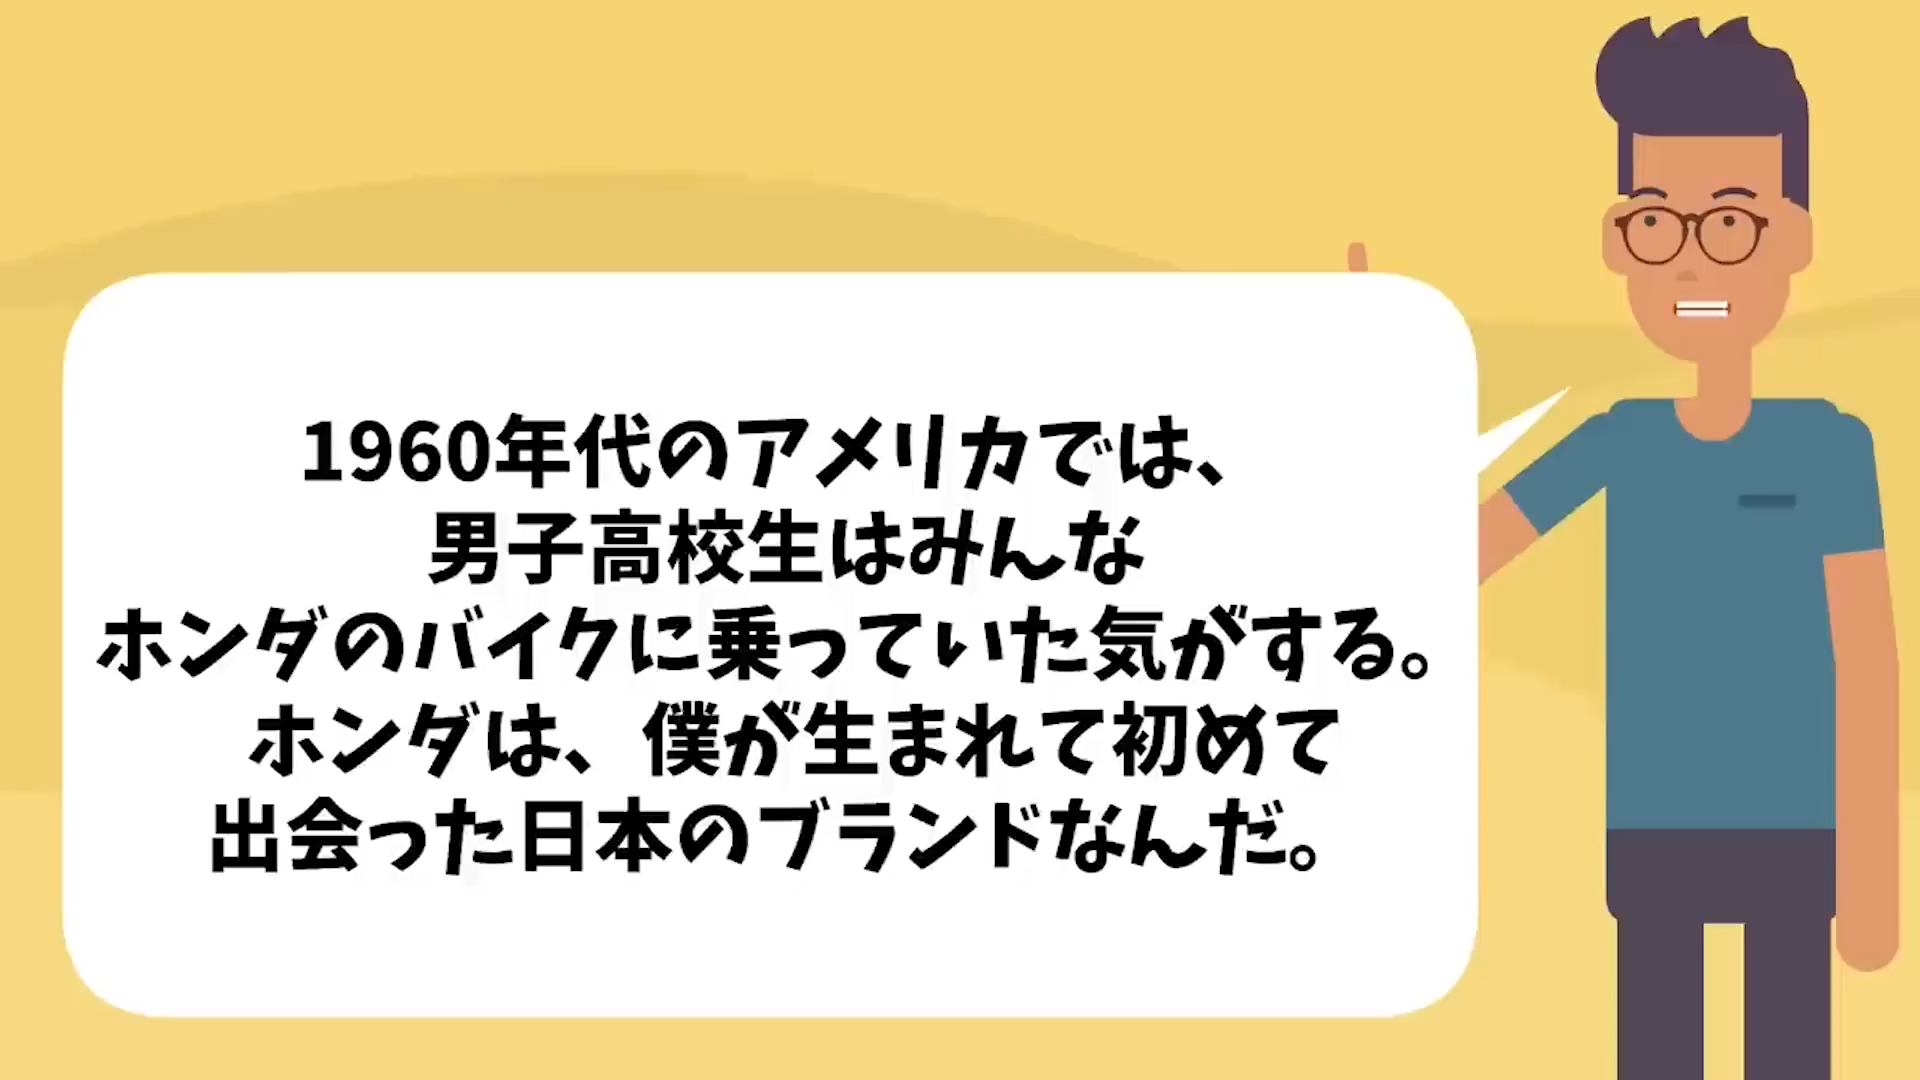 1960年代のアメリカでは、
男子高校生はみんな
ホンダのバイクに乗っていた気がする。
ホンダは、僕が生まれて初めて
出会った日本のブランドなんだ。